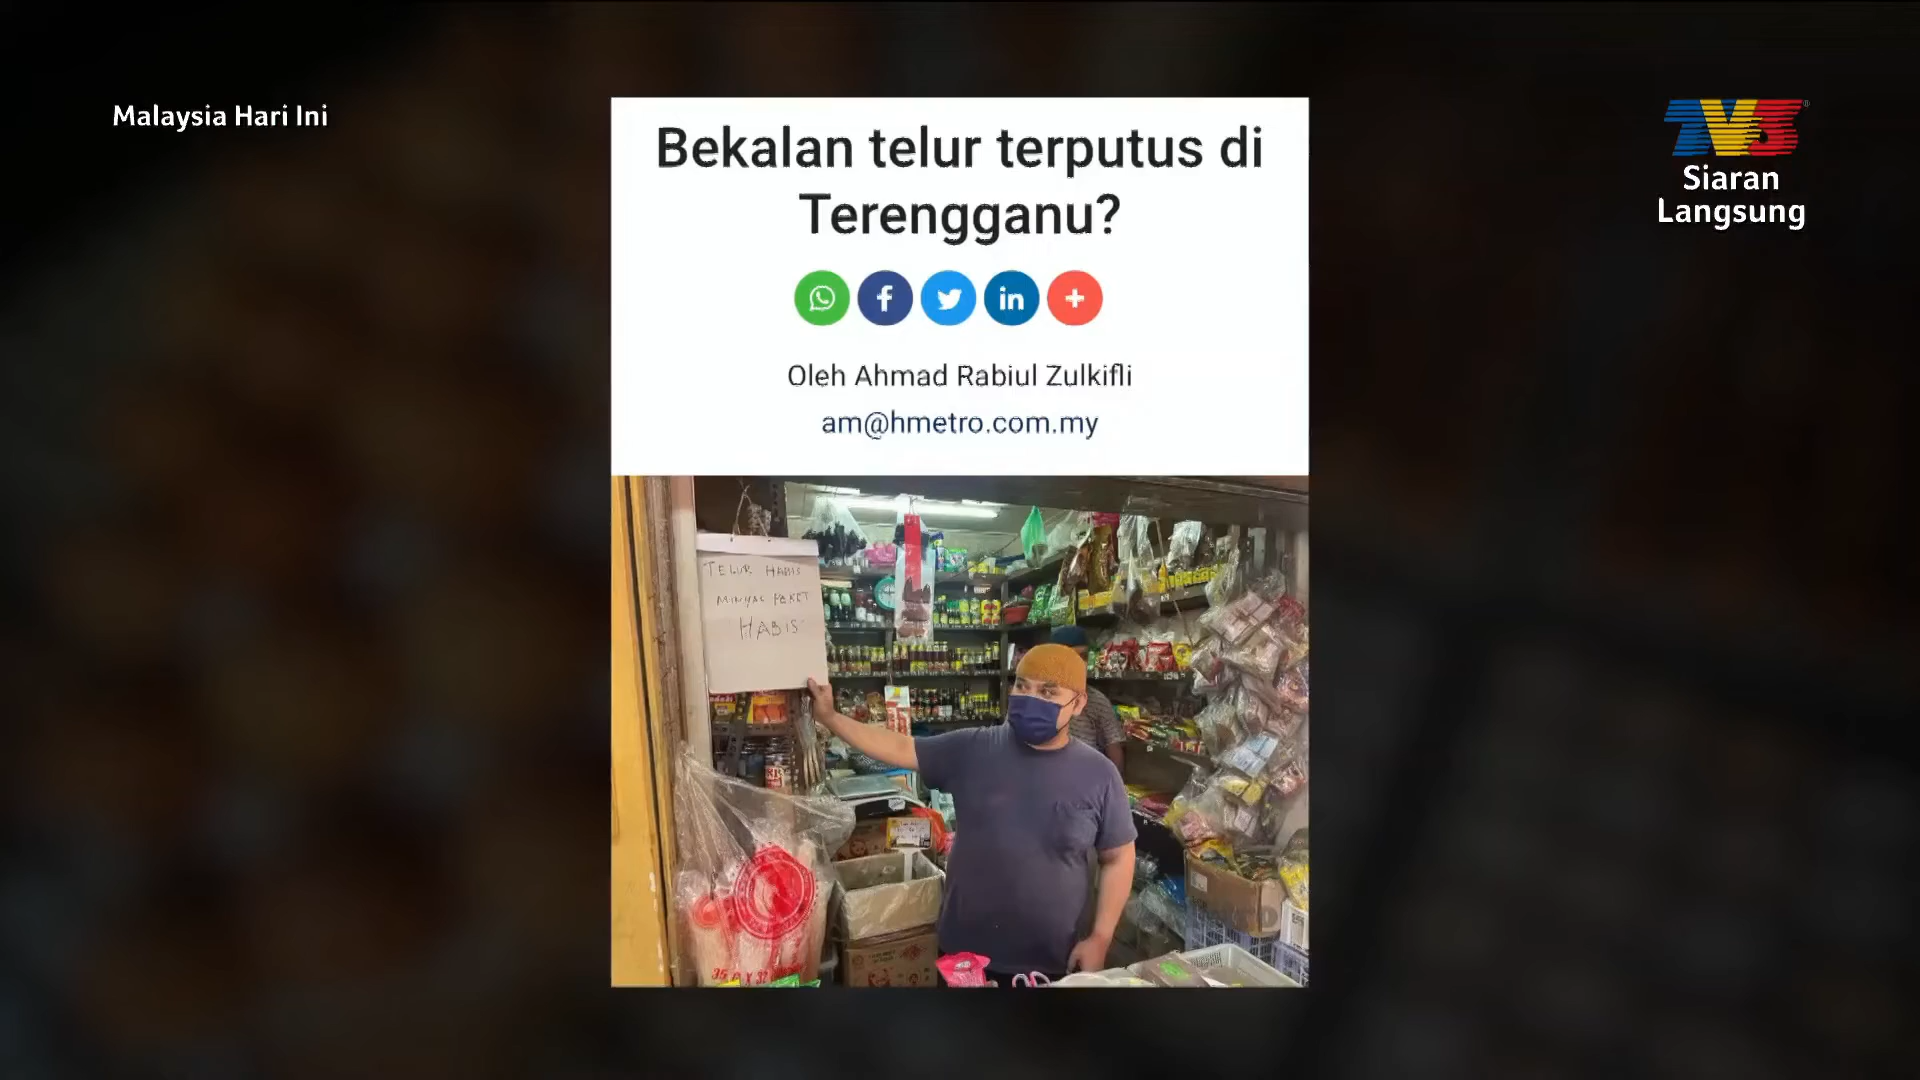 Malaysia Hari Ini
TV3
Siaran
Langsung
Bekalan telur terputus di
Terengganu?
Oleh Ahmad Rabiul Zulkifli
am@hmetro.com.my
TELUR HABIS
MINYAK PEKET
HABIS